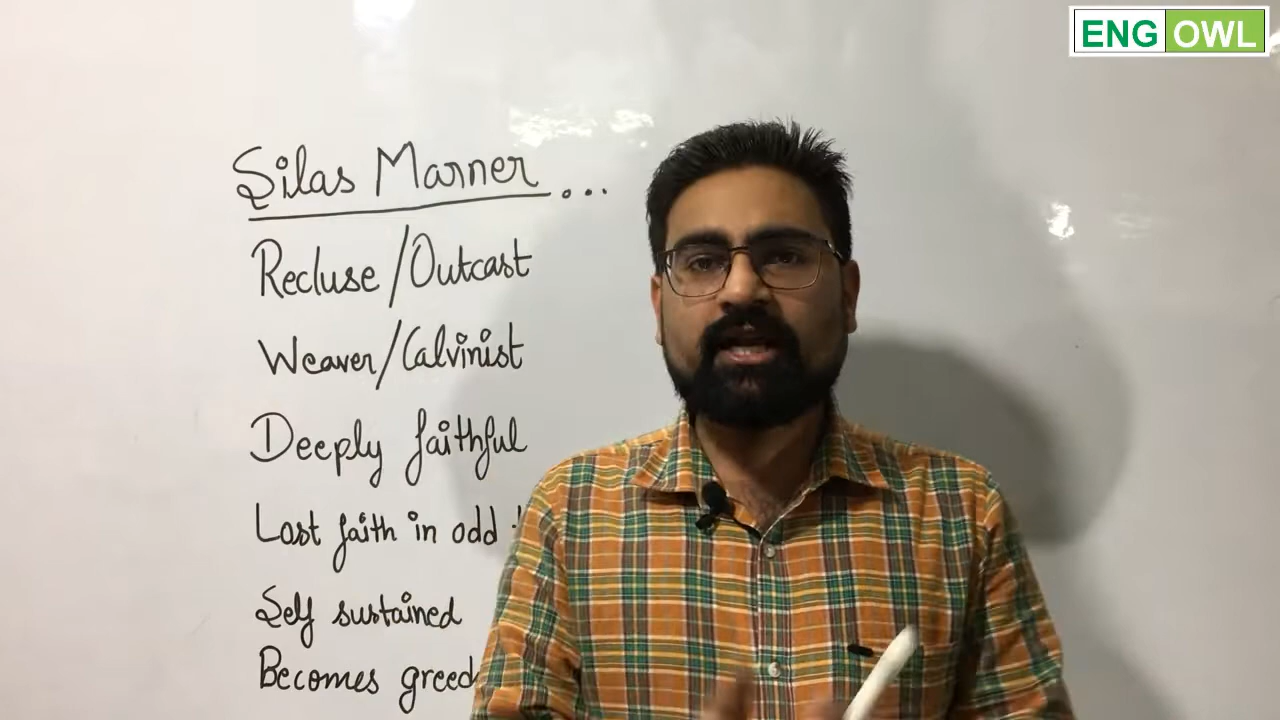 ENG OWL
Silas Marner...
Recluse/Outcast
Weaver/Calvinist
Deeply faithful
Lost faith in odd
Self sustained
Becomes greed